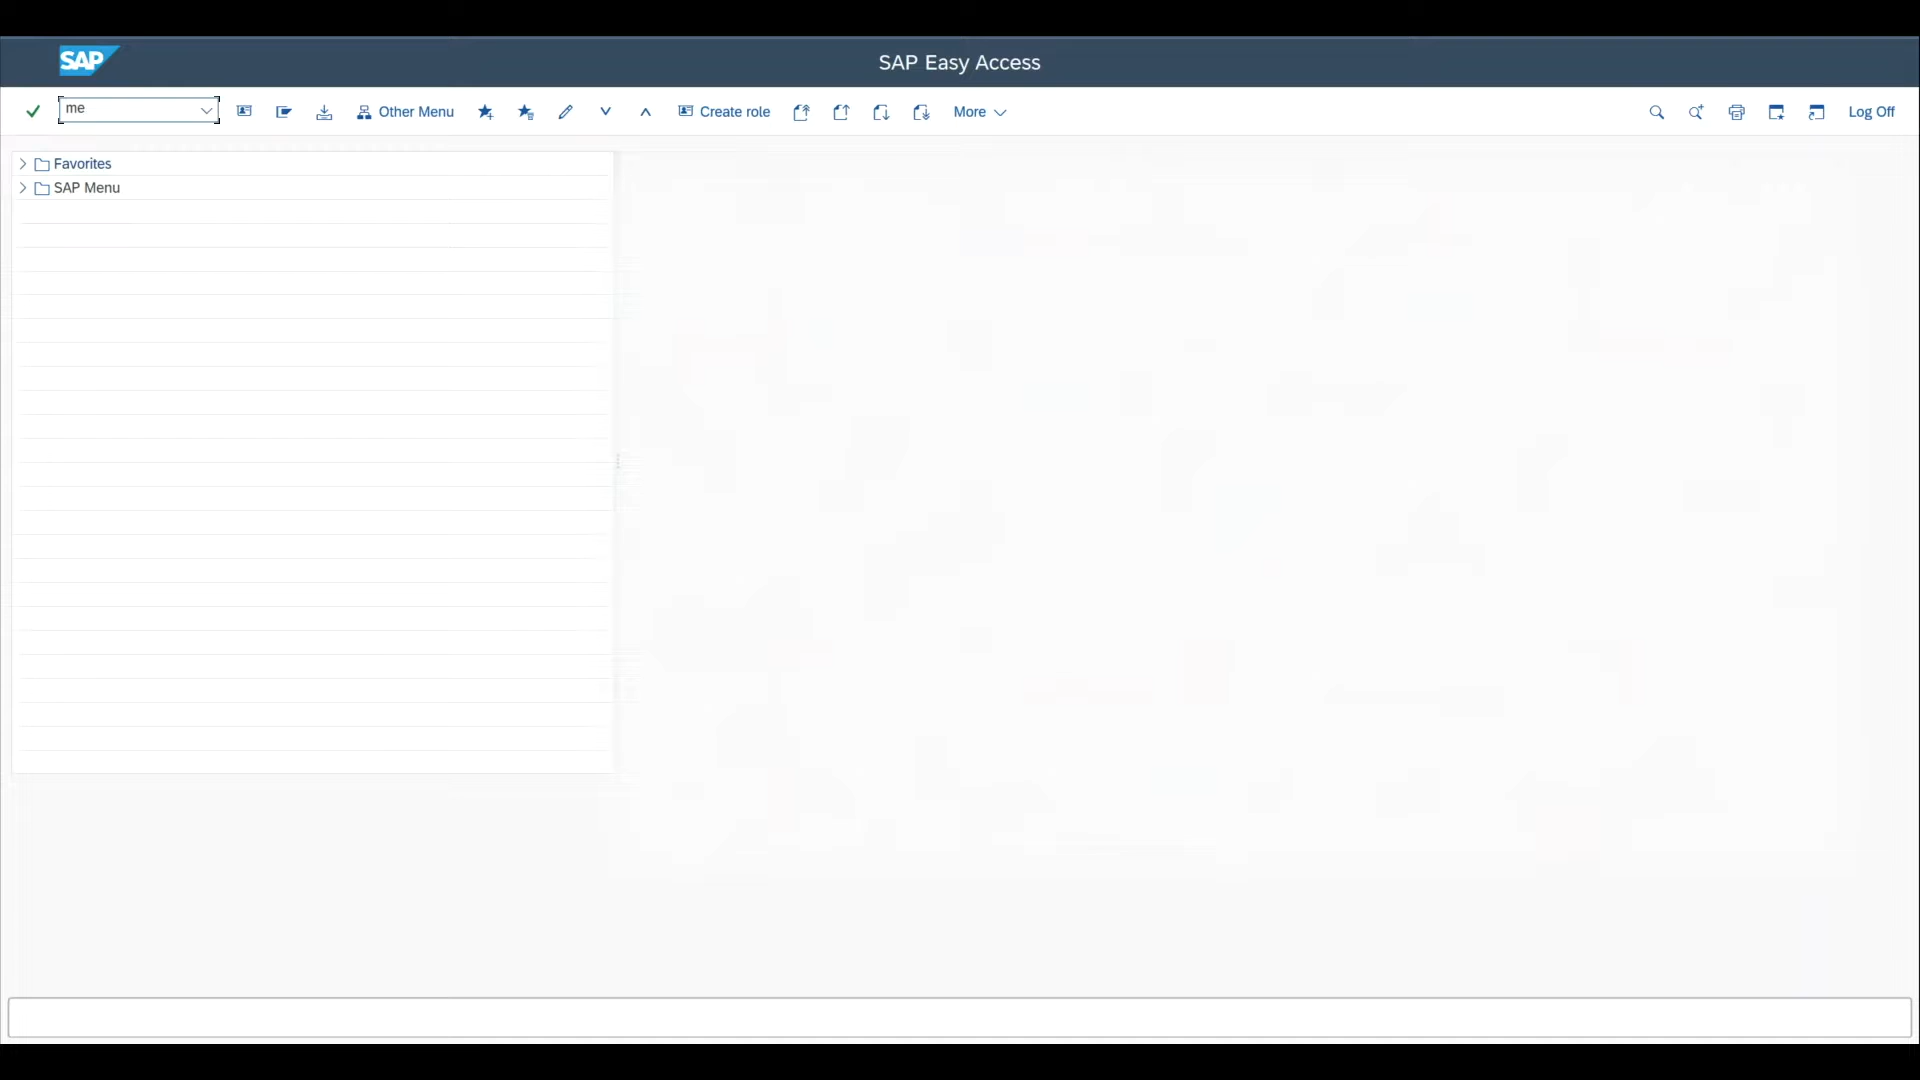 SAP
SAP Easy Access
me
Other Menu
Create role
More
Log Off
Favorites
SAP Menu